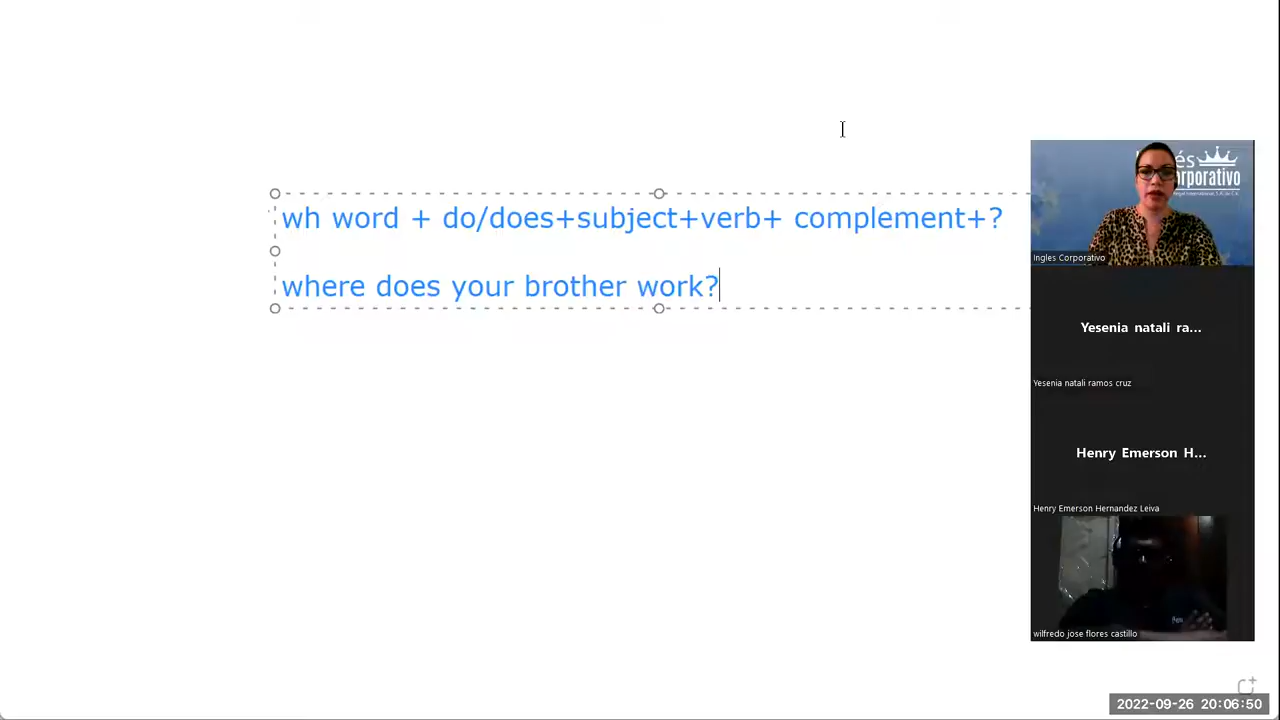 wh word + do/does+subject+verb+ complement+?
where does your brother work?
Ingles Corporativo
Yesenia natali ra...
Yesenia natali ramos cruz
Henry Emerson H...
Henry Emerson Hernandez Leiva
wilfredo jose flores castillo
2022-09-26 20:06:50